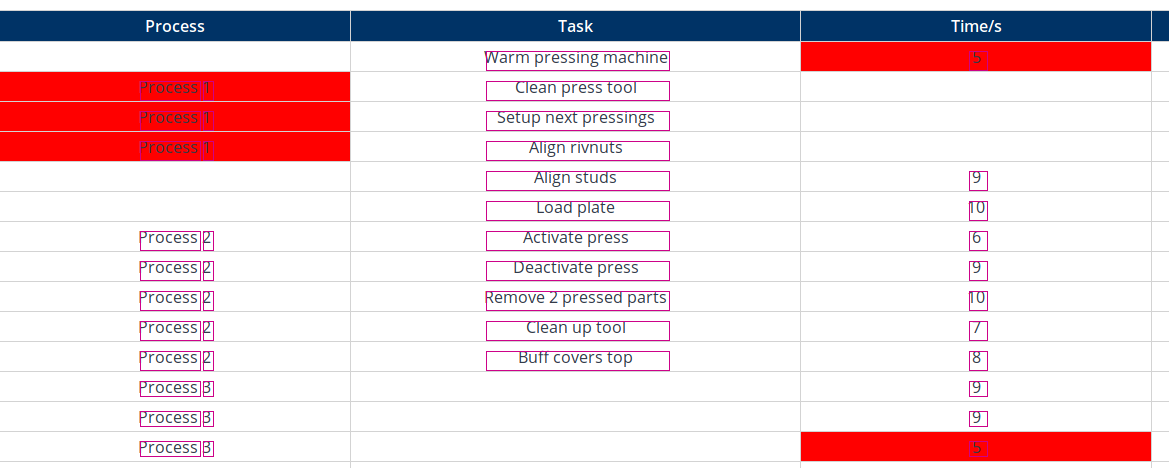 Process Task Time/s
Warm pressing machine 5
Process 1 Clean press tool
Process 1 Setup next pressings
Process 1 Align rivnuts
Align studs 9
Load plate 10
Process 2 Activate press 6
Process 2 Deactivate press 9
Process 2 Remove 2 pressed parts 10
Process 2 Clean up tool 7
Process 2 Buff covers top 8
Process 3 9
Process 3 9
Process 3 5